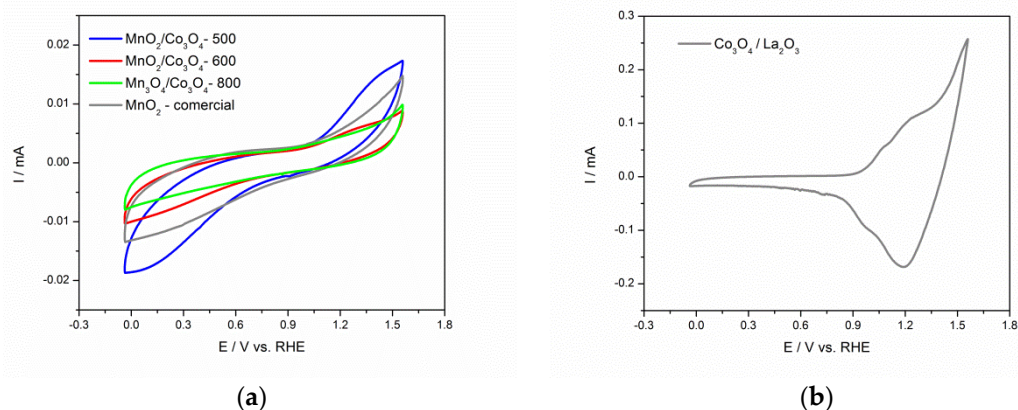 0.02
0.01
0.00
-0.01
-0.02
I / mA
MnO₂/Co₃O₄- 500
MnO₂/Co₃O₄- 600
Mn₃O₄/Co₃O₄- 800
MnO₂ - comercial
-0.3 0.0 0.3 0.6 0.9 1.2 1.5 1.8
E / V vs. RHE
(a)
0.3
0.2
0.1
0.0
-0.1
-0.2
I / mA
Co₃O₄ / La₂O₃
0.0 0.3 0.6 0.9 1.2 1.5 1.8
E / V vs. RHE
(b)